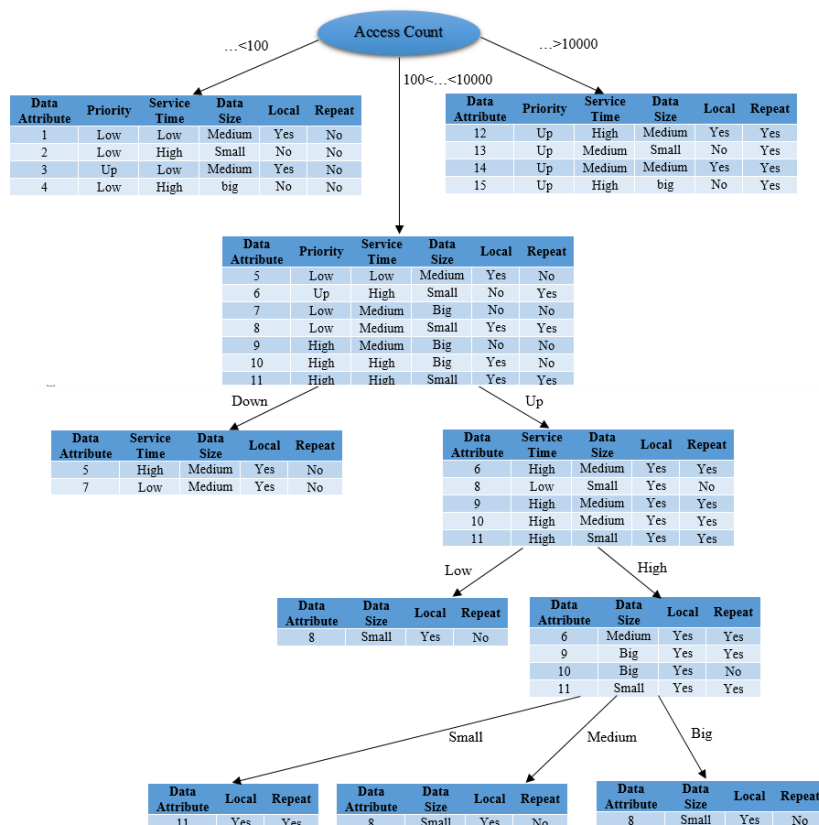 Access Count
...<100
100<...<10000
...>10000
Data Attribute Priority Service Time Data Size Local Repeat
1 Low Low Medium Yes No
2 Low High Small No No
3 Up Low Medium Yes No
4 Low High big No No
Data Attribute Priority Service Time Data Size Local Repeat
12 Up High Medium Yes Yes
13 Up Medium Small No Yes
14 Up Medium Medium Yes Yes
15 Up High big No Yes
Data Attribute Priority Service Time Data Size Local Repeat
5 Low Low Medium Yes No
6 Up High Small No Yes
7 Low Medium Big No No
8 Low Medium Small Yes Yes
9 High Medium Big No No
10 High High Big Yes No
11 High High Small Yes Yes
Down
Up
Data Attribute Service Time Data Size Local Repeat
5 High Medium Yes No
7 Low Medium Yes No
Data Attribute Service Time Data Size Local Repeat
6 High Medium Yes Yes
8 Low Small Yes No
9 High Medium Yes Yes
10 High Medium Yes Yes
11 High Small Yes Yes
Low
High
Data Attribute Data Size Local Repeat
8 Small Yes No
Data Attribute Data Size Local Repeat
6 Medium Yes Yes
9 Big Yes Yes
10 Big Yes No
11 Small Yes Yes
Small
Medium
Big
Data Attribute Local Repeat
11 Yes Yes
Data Attribute Data Size Local Repeat
8 Small Yes No
Data Attribute Data Size Local Repeat
8 Small Yes No